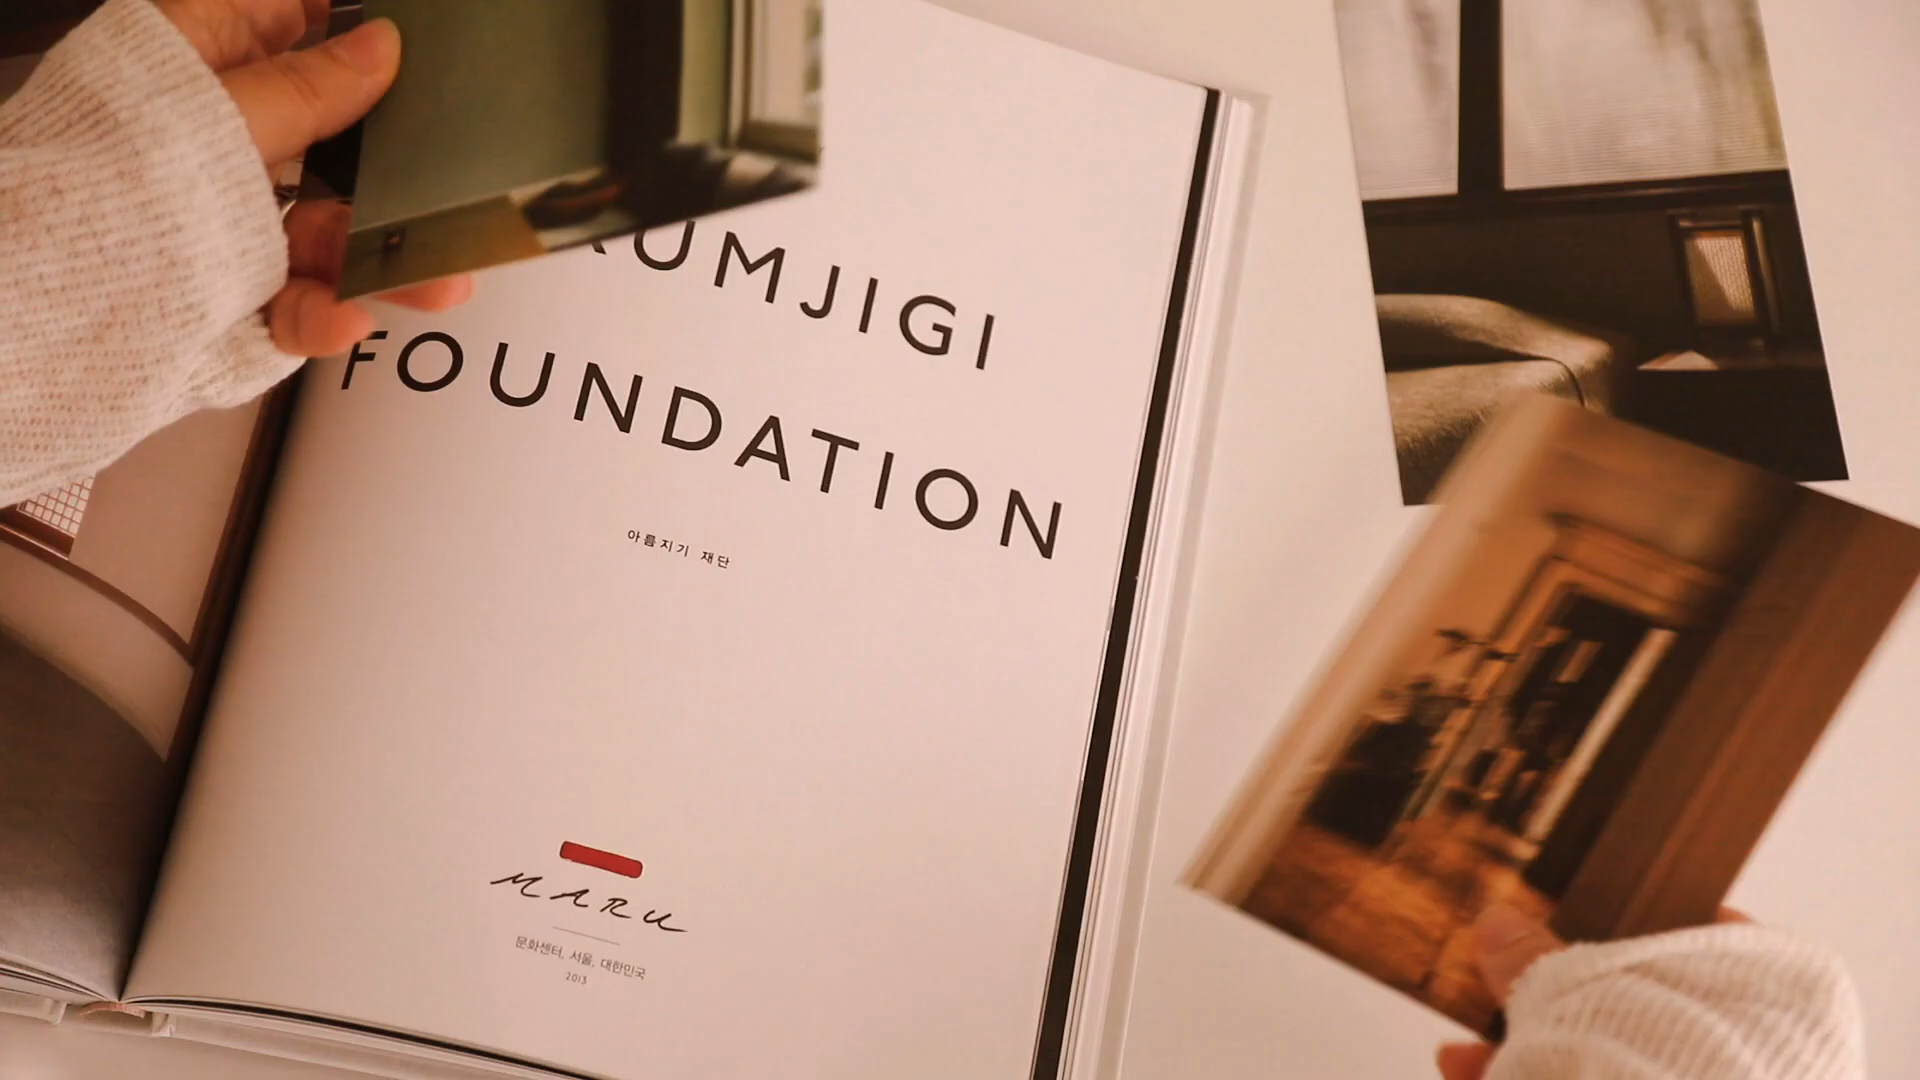 UMJIGI
FOUNDATION
아름지기 재단
MARU
문화센터, 서울, 대한민국
2013